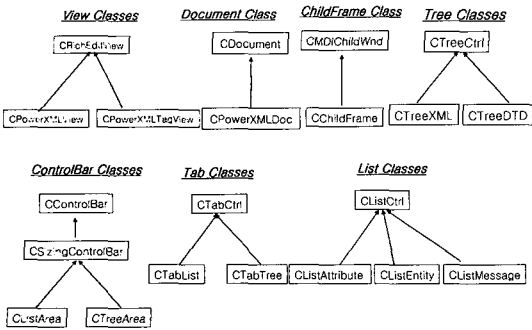 View Classes
Document Class
ChildFrame Class
Tree Classes
CRichEditView
CDocument
CMDIChildWnd
CTreeCtrl
CPowerXMLView
CPowerXMLTagView
CPowerXMLDoc
CChildFrame
CTreeXML
CTreeDTD
ControlBar Classes
Tab Classes
List Classes
CControlBar
CTabCtrl
CListCtrl
CSizingControlBar
CTabList
CTabTree
CListAttribute
CListEntity
CListMessage
CListArea
CTreeArea